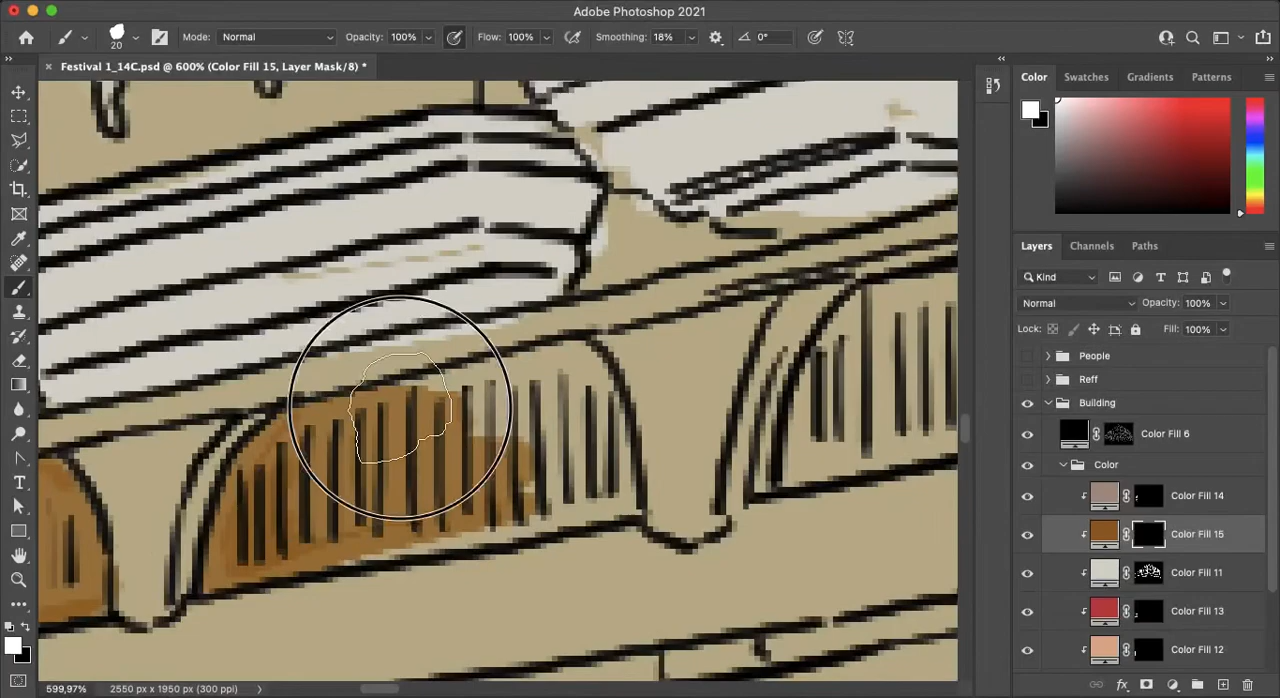 Adobe Photoshop 2021
20 Mode: Normal Opacity: 100% Flow: 100% Smoothing: 18% 0°
Festival 1_14C.psd @ 600% (Color Fill 15, Layer Mask/8) *
Color Swatches Gradients Patterns
Layers Channels Paths
Kind
Normal Opacity: 100%
Lock: Fill: 100%
People
Reff
Building
Color Fill 6
Color
Color Fill 14
Color Fill 15
Color Fill 11
Color Fill 13
Color Fill 12
fx
599,97% 2550 px x 1950 px (300 ppi)